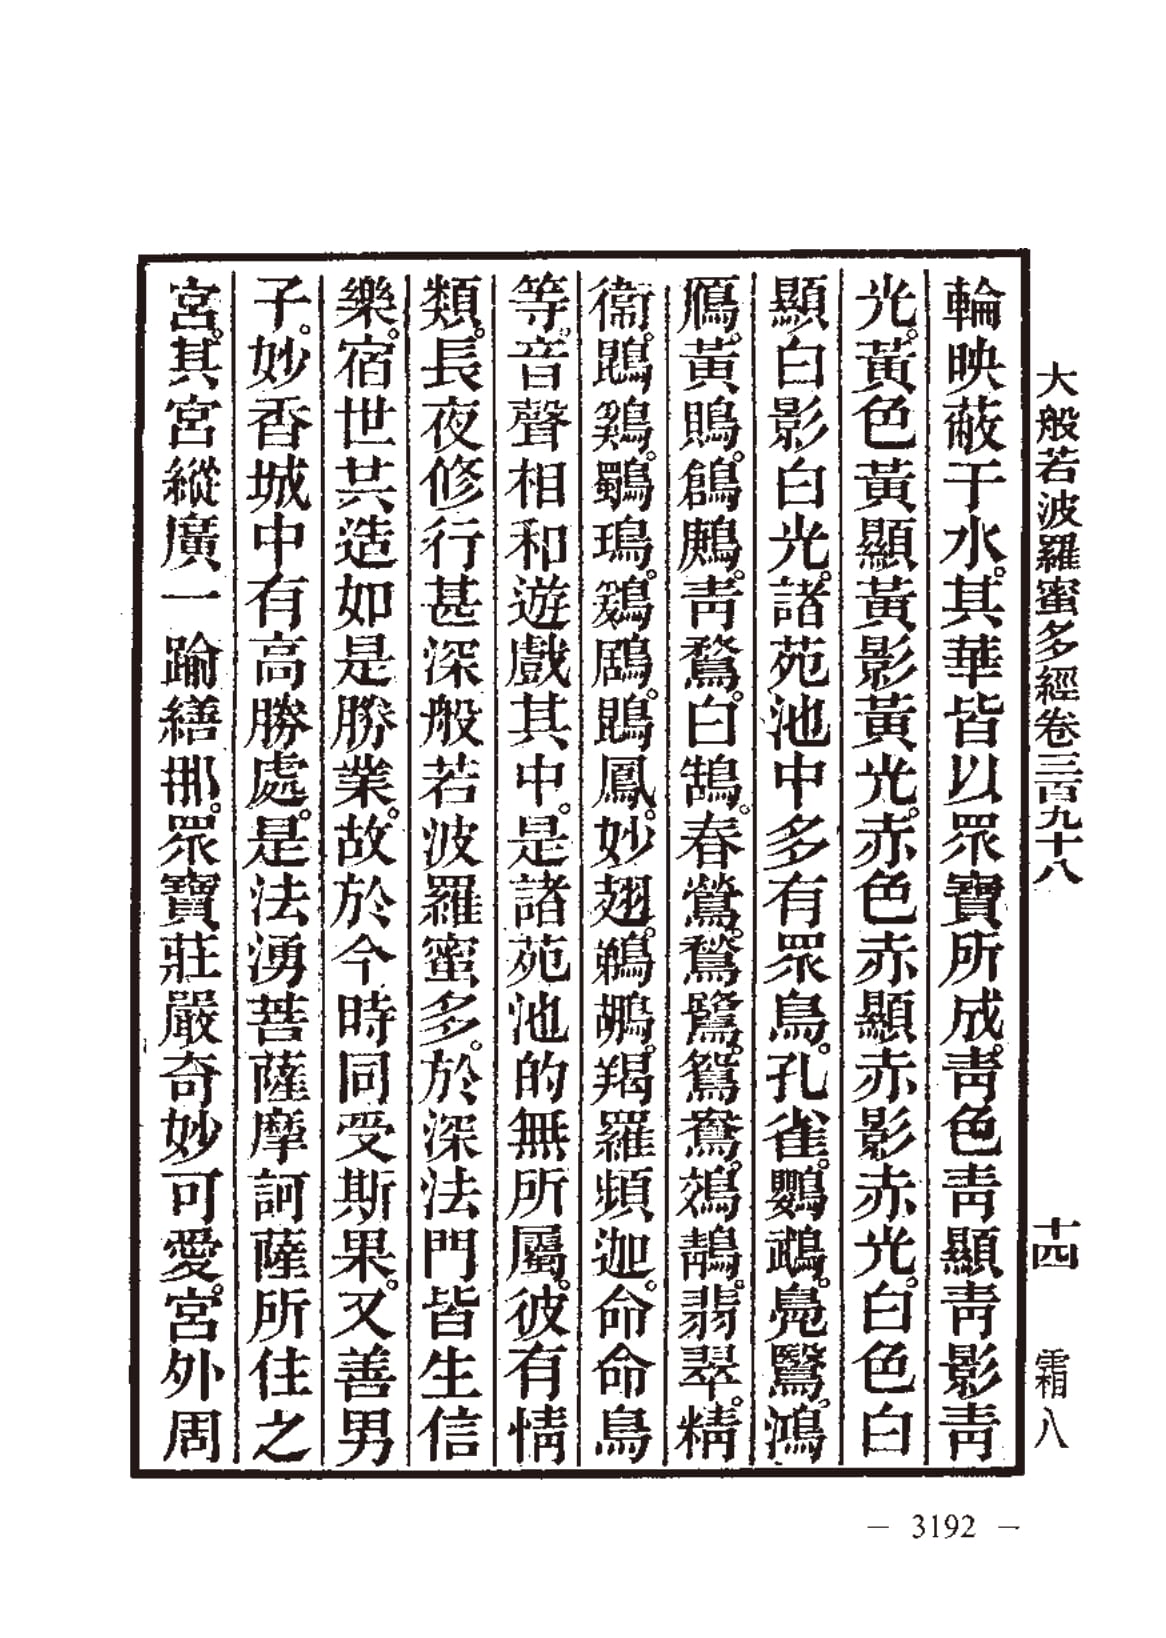 大般若波羅蜜多經卷三百九十八 十四 霜八
輪映蔽于水。其華皆以眾寶所成。青色青顯青影青
光。黃色黃顯黃影黃光。赤色赤顯赤影赤光。白色白
顯白影白光。諸苑池中多有眾鳥。孔雀。鸚鵡。鳧鷖。鴻
鴈。黃鵙。鶬鶊。青鶖。白鵠。春鶯。鶖鷺。鴛鴦。鵁鶄。翡翠。精
衞。鵾鷄。鸀瑦。鶢鶋。鵾鳳。妙翅。鵜鶘。羯羅頻迦。命命鳥
等。音聲相和遊戲其中。是諸苑池的無所屬。彼有情
類。長夜修行甚深般若波羅蜜多。於深法門皆生信
樂。宿世共造如是勝業。故於今時同受斯果。又善男
子。妙香城中有高勝處。是法湧菩薩摩訶薩所住之
宮。其宮縱廣一踰繕那。眾寶莊嚴奇妙可愛。宮外周
— 3192 —